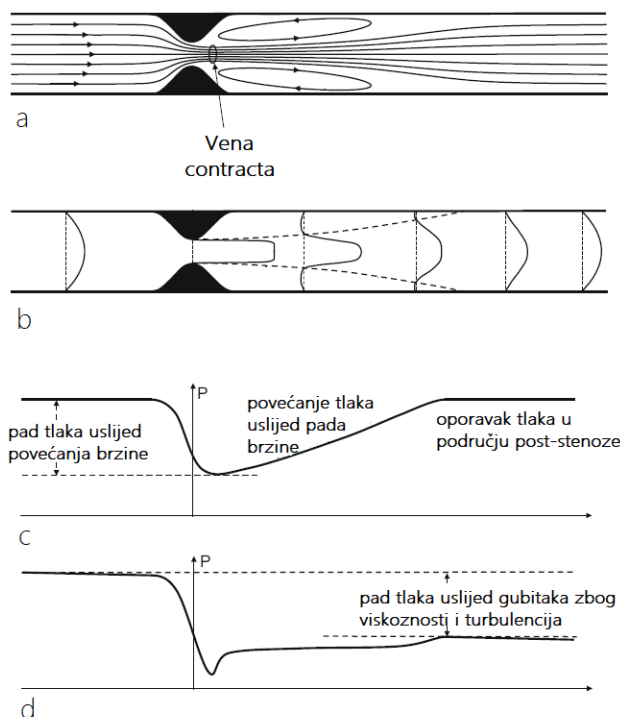 a
Vena
contracta
b
P
pad tlaka uslijed
povećanja brzine
povećanje tlaka
uslijed pada
brzine
oporavak tlaka u
području post-stenoze
c
P
pad tlaka uslijed gubitaka zbog
viskoznosti i turbulencija
d